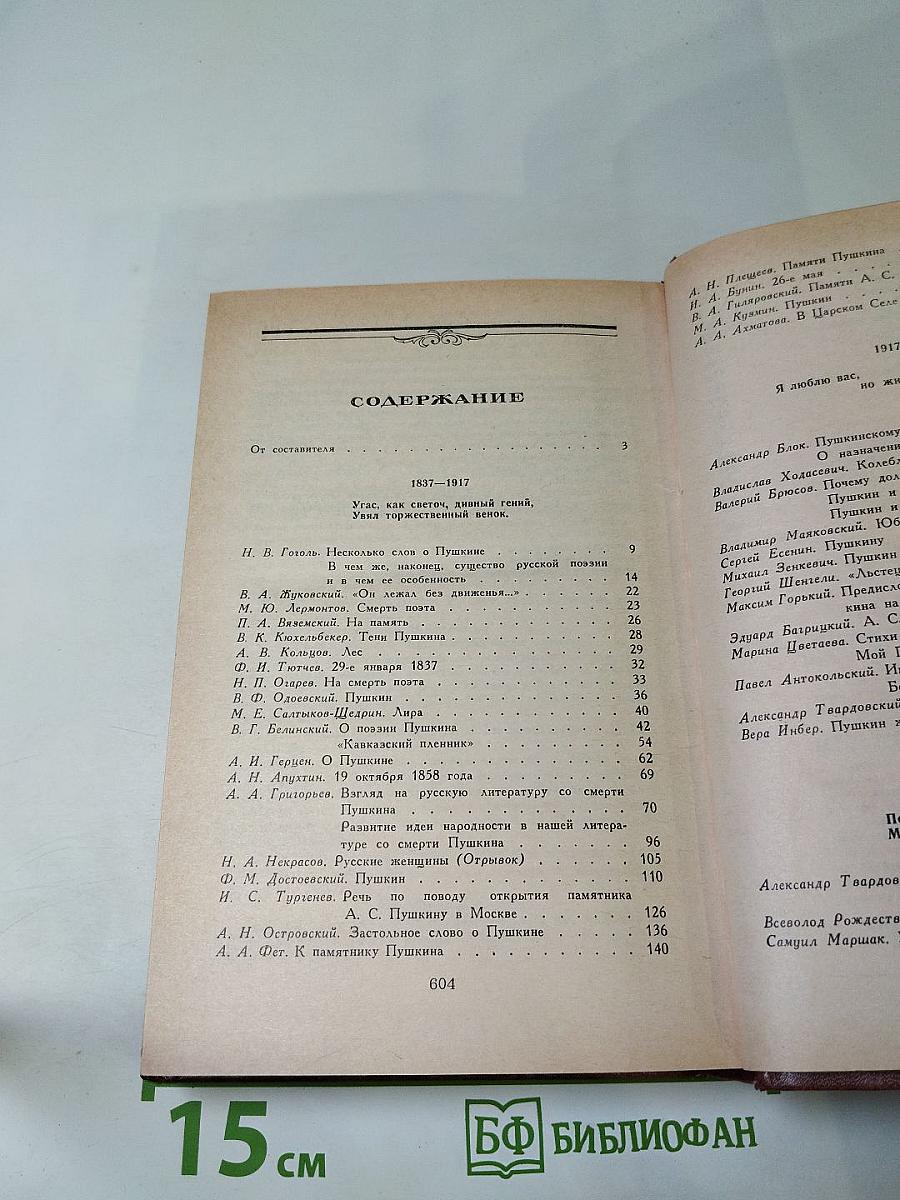 СОДЕРЖАНИЕ
От составителя . . . . . . . . . . . . . . . . . 3
1837—1917
Угас, как светоч, дивный гений,
Увял торжественный венок.
Н. В. Гоголь. Несколько слов о Пушкине . . . . . . . . 9
В чем же, наконец, существо русской поэзии
и в чем ее особенность . . . . . . . . . 14
В. А. Жуковский. «Он лежал без движенья...» . . . . . . . 22
М. Ю. Лермонтов. Смерть поэта . . . . . . . . . . . . 23
П. А. Вяземский. На память . . . . . . . . . . . . . 26
В. К. Кюхельбекер. Тени Пушкина . . . . . . . . . . . 28
А. В. Кольцов. Лес . . . . . . . . . . . . . . . . 29
Ф. И. Тютчев. 29-е января 1837 . . . . . . . . . . . . 32
Н. П. Огарев. На смерть поэта . . . . . . . . . . . . 33
В. Ф. Одоевский. Пушкин . . . . . . . . . . . . . . 36
М. Е. Салтыков-Щедрин. Лира . . . . . . . . . . . . 40
В. Г. Белинский. О поэзии Пушкина . . . . . . . . . . 42
«Кавказский пленник» . . . . . . . . . 54
А. И. Герцен. О Пушкине . . . . . . . . . . . . . . 62
А. Н. Апухтин. 19 октября 1858 года . . . . . . . . . . 69
А. А. Григорьев. Взгляд на русскую литературу со смерти
Пушкина . . . . . . . . . . . . . . 70
Развитие идеи народности в нашей литера-
туре со смерти Пушкина . . . . . . . . 96
Н. А. Некрасов. Русские женщины (Отрывок) . . . . . . 105
Ф. М. Достоевский. Пушкин . . . . . . . . . . . . . 110
И. С. Тургенев. Речь по поводу открытия памятника
А. С. Пушкину в Москве . . . . . . . . 126
А. Н. Островский. Застольное слово о Пушкине . . . . . 136
А. А. Фет. К памятнику Пушкина . . . . . . . . . . . 140
604
А. Н. Плещеев. Памяти Пушкина
И. А. Бунин. 26-е мая . . . .
В. А. Гиляровский. Памяти А. С.
М. А. Кузмин. Пушкин . . . .
А. А. Ахматова. В Царском Селе
1917
Я люблю вас,
но
Александр Блок. Пушкинскому
О
Владислав Ходасевич.
Валерий Брюсов. Почему
Пушкин и
Пушкин и
Владимир Маяковский.
Сергей Есенин. Пушкину
Михаил Зенкевич. Пушкин
Георгий Шенгели.
Максим Горький.
на
Эдуард Багрицкий. А.
Марина Цветаева. Стихи
Мой
Павел Антокольский.
Александр Твардовский
Вера Инбер. Пушкин
Александр
Всеволод
Самуил Маршак.
15 см
БФ БИБЛИОФАН